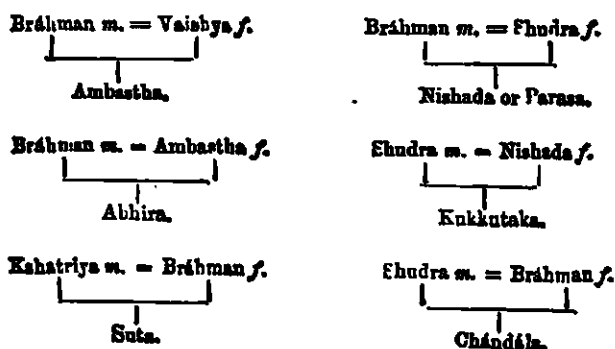 Bráhman m. = Vaishya f.
Ambastha.
Bráhman m. = Shudra f.
Nishada or Parasa.
Bráhman m. = Ambastha f.
Abhira.
Shudra m. = Nishada f.
Kukkutaka.
Kshatriya m. = Bráhman f.
Suta.
Shudra m. = Bráhman f.
Chándála.